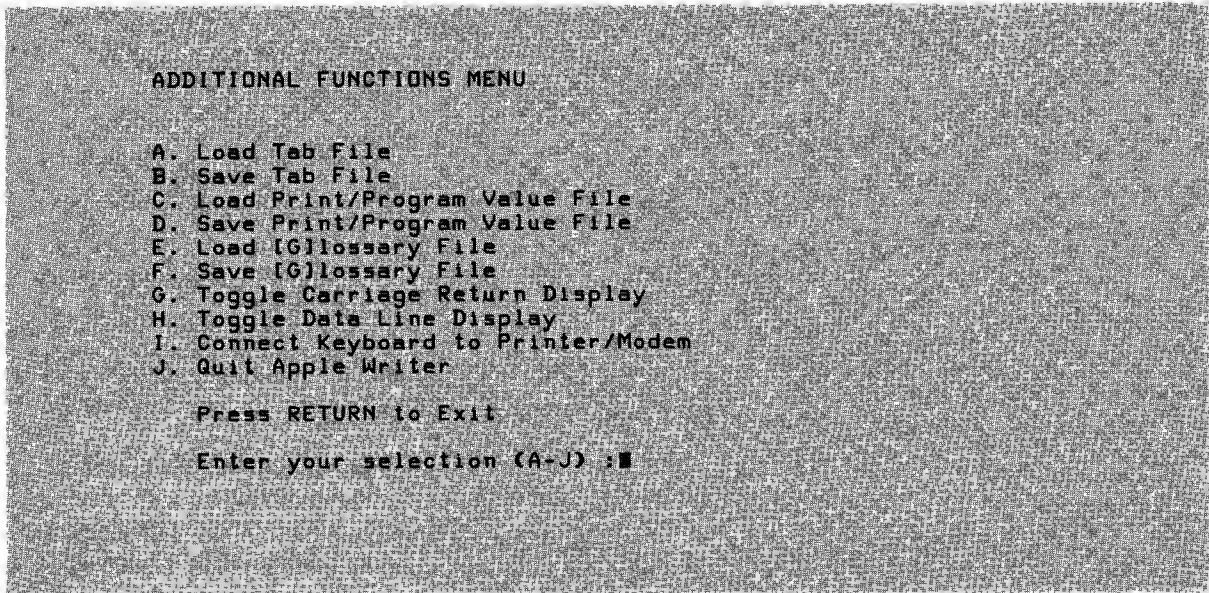 ADDITIONAL FUNCTIONS MENU
A. Load Tab File
B. Save Tab File
C. Load Print/Program Value File
D. Save Print/Program Value File
E. Load [G]lossary File
F. Save [G]lossary File
G. Toggle Carriage Return Display
H. Toggle Data Line Display
I. Connect Keyboard to Printer/Modem
J. Quit Apple Writer
Press RETURN to Exit
Enter your selection (A-J) :